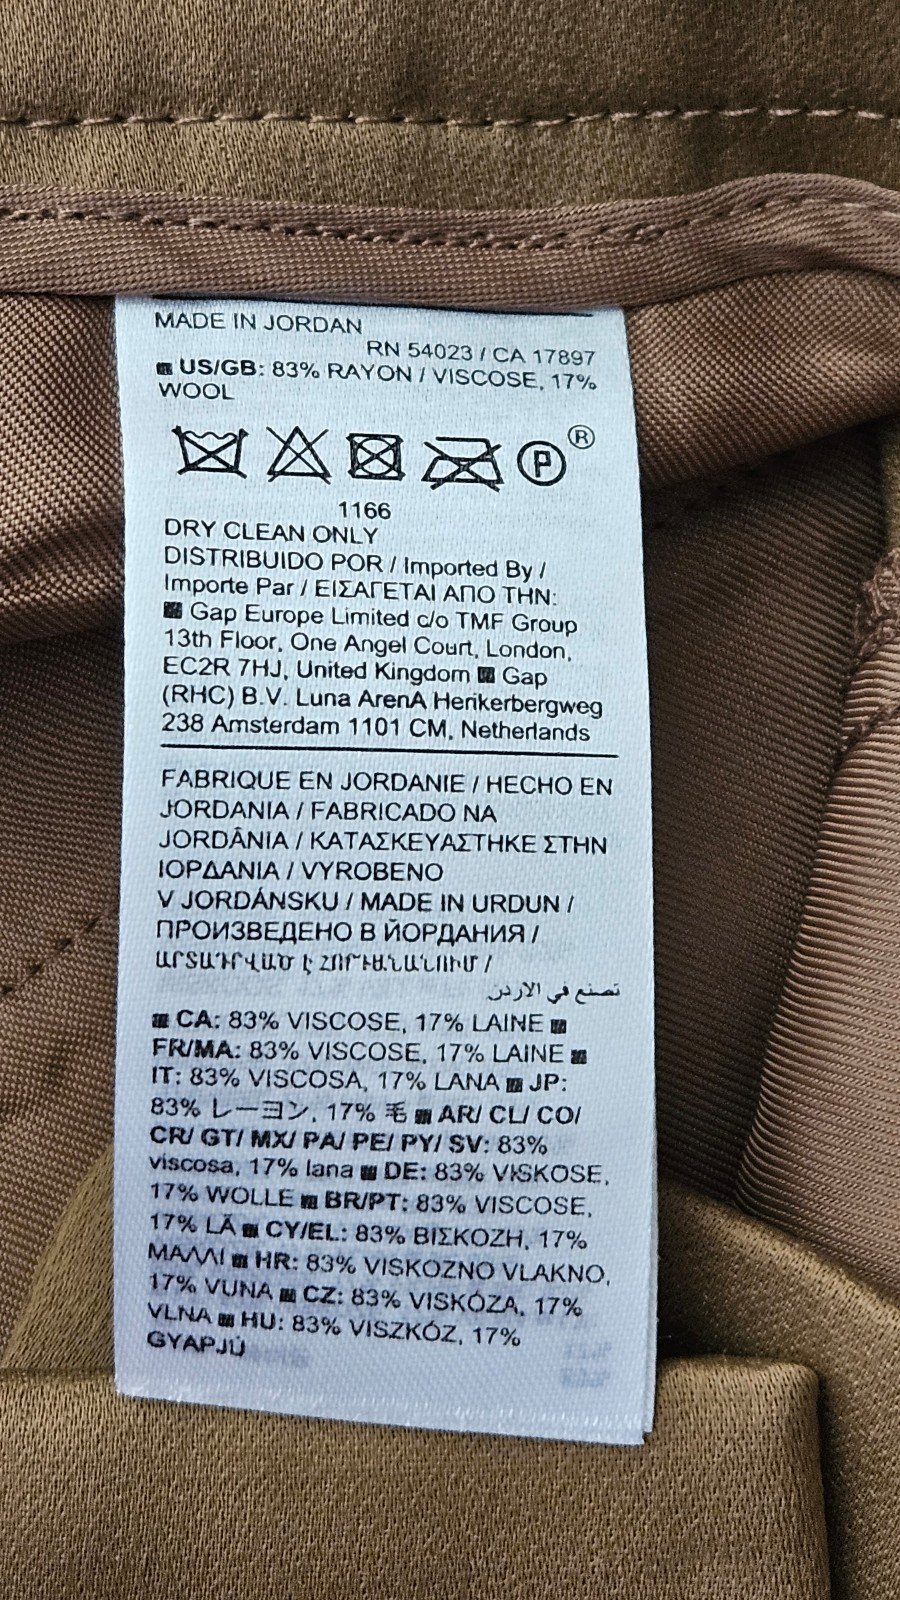 MADE IN JORDAN
RN 54023 / CA 17897
US/GB: 83% RAYON / VISCOSE, 17%
WOOL
P ®
1166
DRY CLEAN ONLY
DISTRIBUIDO POR / Imported By /
Importe Par / ΕΙΣΑΓΕΤΑΙ ΑΠΟ ΤΗΝ:
Gap Europe Limited c/o TMF Group
13th Floor, One Angel Court, London,
EC2R 7HJ, United Kingdom Gap
(RHC) B.V. Luna ArenA Herikerbergweg
238 Amsterdam 1101 CM, Netherlands
FABRIQUE EN JORDANIE / HECHO EN
JORDANIA / FABRICADO NA
JORDÂNIA / ΚΑΤΑΣΚΕΥΑΣΤΗΚΕ ΣΤΗΝ
ΙΟΡΔΑΝΙΑ / VYROBENO
V JORDÁNSKU / MADE IN URDUN /
ПРОИЗВЕДЕНО В ЙОРДАНИЯ /
ԱՐՏԱԴՐՎԱԾ Է ՀՈՐԴԱՆԱՆՈՒՄ /
تصنع في الاردن
CA: 83% VISCOSE, 17% LAINE
FR/MA: 83% VISCOSE, 17% LAINE
IT: 83% VISCOSA, 17% LANA JP:
83% レーヨン, 17% 毛 AR/ CL/ CO/
CR/ GT/ MX/ PA/ PE/ PY/ SV: 83%
viscosa, 17% lana DE: 83% VISKOSE,
17% WOLLE BR/PT: 83% VISCOSE,
17% LÃ CY/EL: 83% ΒΙΣΚΟΖΗ, 17%
ΜΑΛΛΙ HR: 83% VISKOZNO VLAKNO,
17% VUNA CZ: 83% VISKÓZA, 17%
VLNA HU: 83% VISZKÓZ, 17%
GYAPJÚ